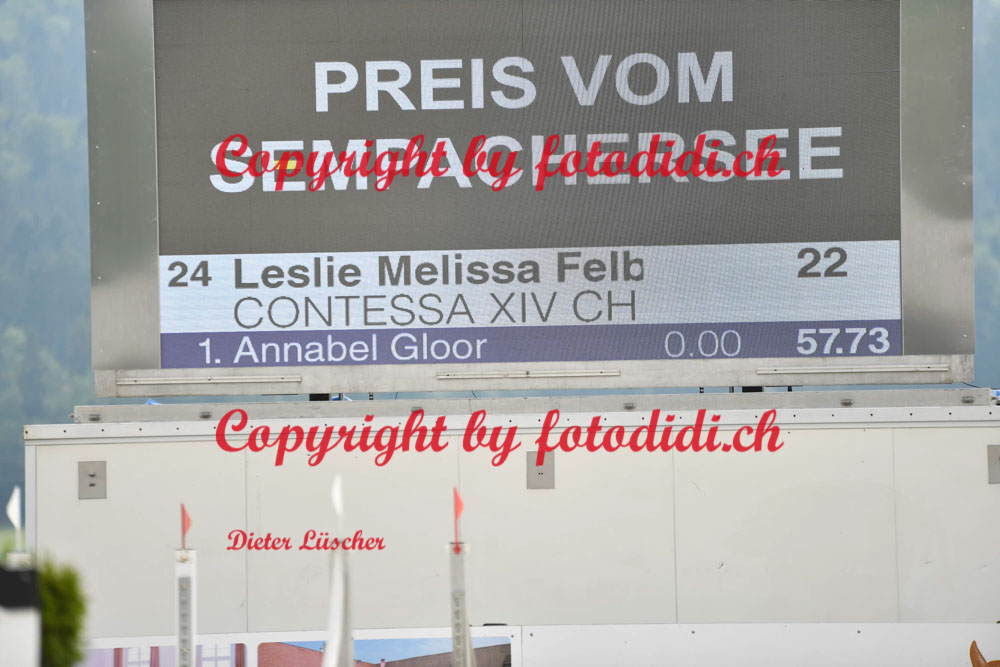 PREIS VOM
SEMPACHERSEE
Copyright by fotodidi.ch
24 Leslie Melissa Felb 22
CONTESSA XIV CH
1. Annabel Gloor 0.00 57.73
Copyright by fotodidi.ch
Dieter Lüscher